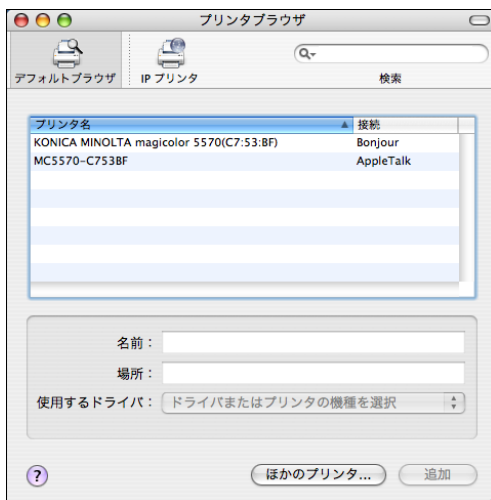 プリンタブラウザ
デフォルトブラウザ IP プリンタ 検索
プリンタ名 接続
KONICA MINOLTA magicolor 5570(C7:53:BF) Bonjour
MC5570-C753BF AppleTalk
名前：
場所：
使用するドライバ： ドライバまたはプリンタの機種を選択
? ほかのプリンタ... 追加